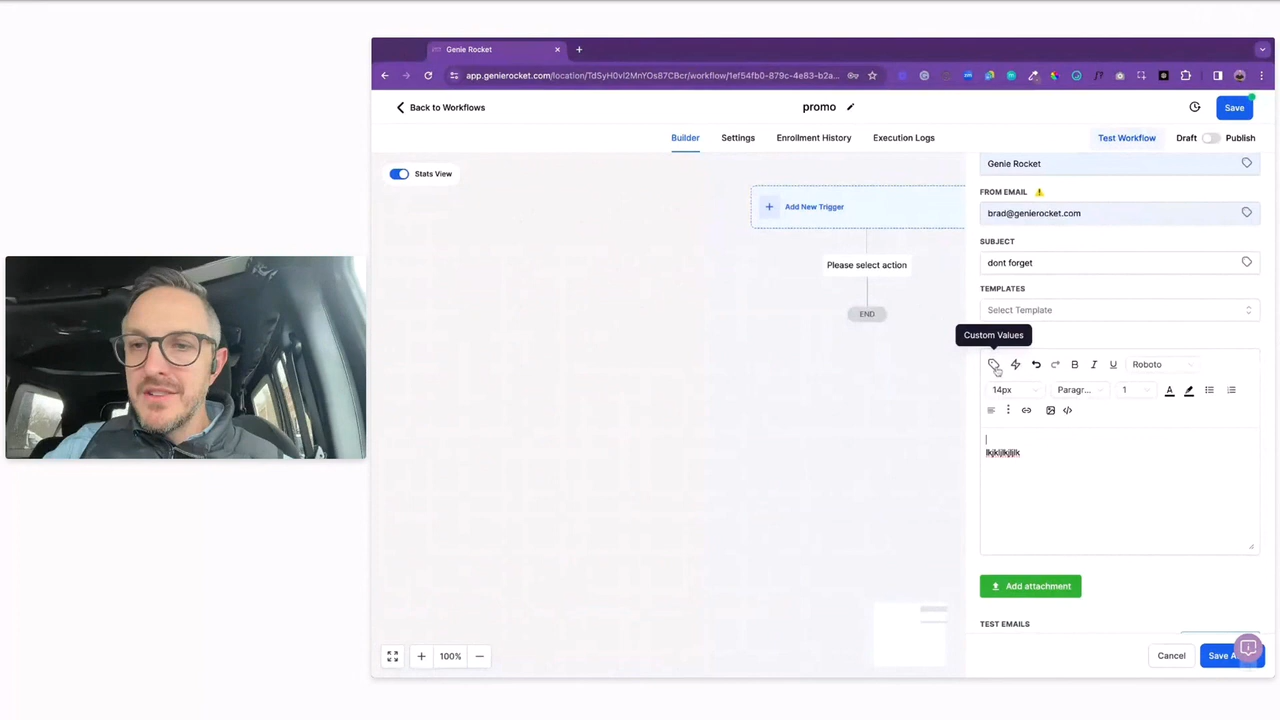 Genie Rocket
app.genierocket.com/location/TdSyH0vI2MnYOs87CBcr/workflow/1ef54fb0-879c-4e83-b2a...
Back to Workflows
promo
Save
Builder
Settings
Enrollment History
Execution Logs
Test Workflow
Draft
Publish
Stats View
Genie Rocket
Add New Trigger
FROM EMAIL
brad@genierocket.com
SUBJECT
dont forget
Please select action
TEMPLATES
Select Template
END
Custom Values
B I U Roboto
14px Paragr... 1 A
Add attachment
TEST EMAILS
100%
Cancel
Save A